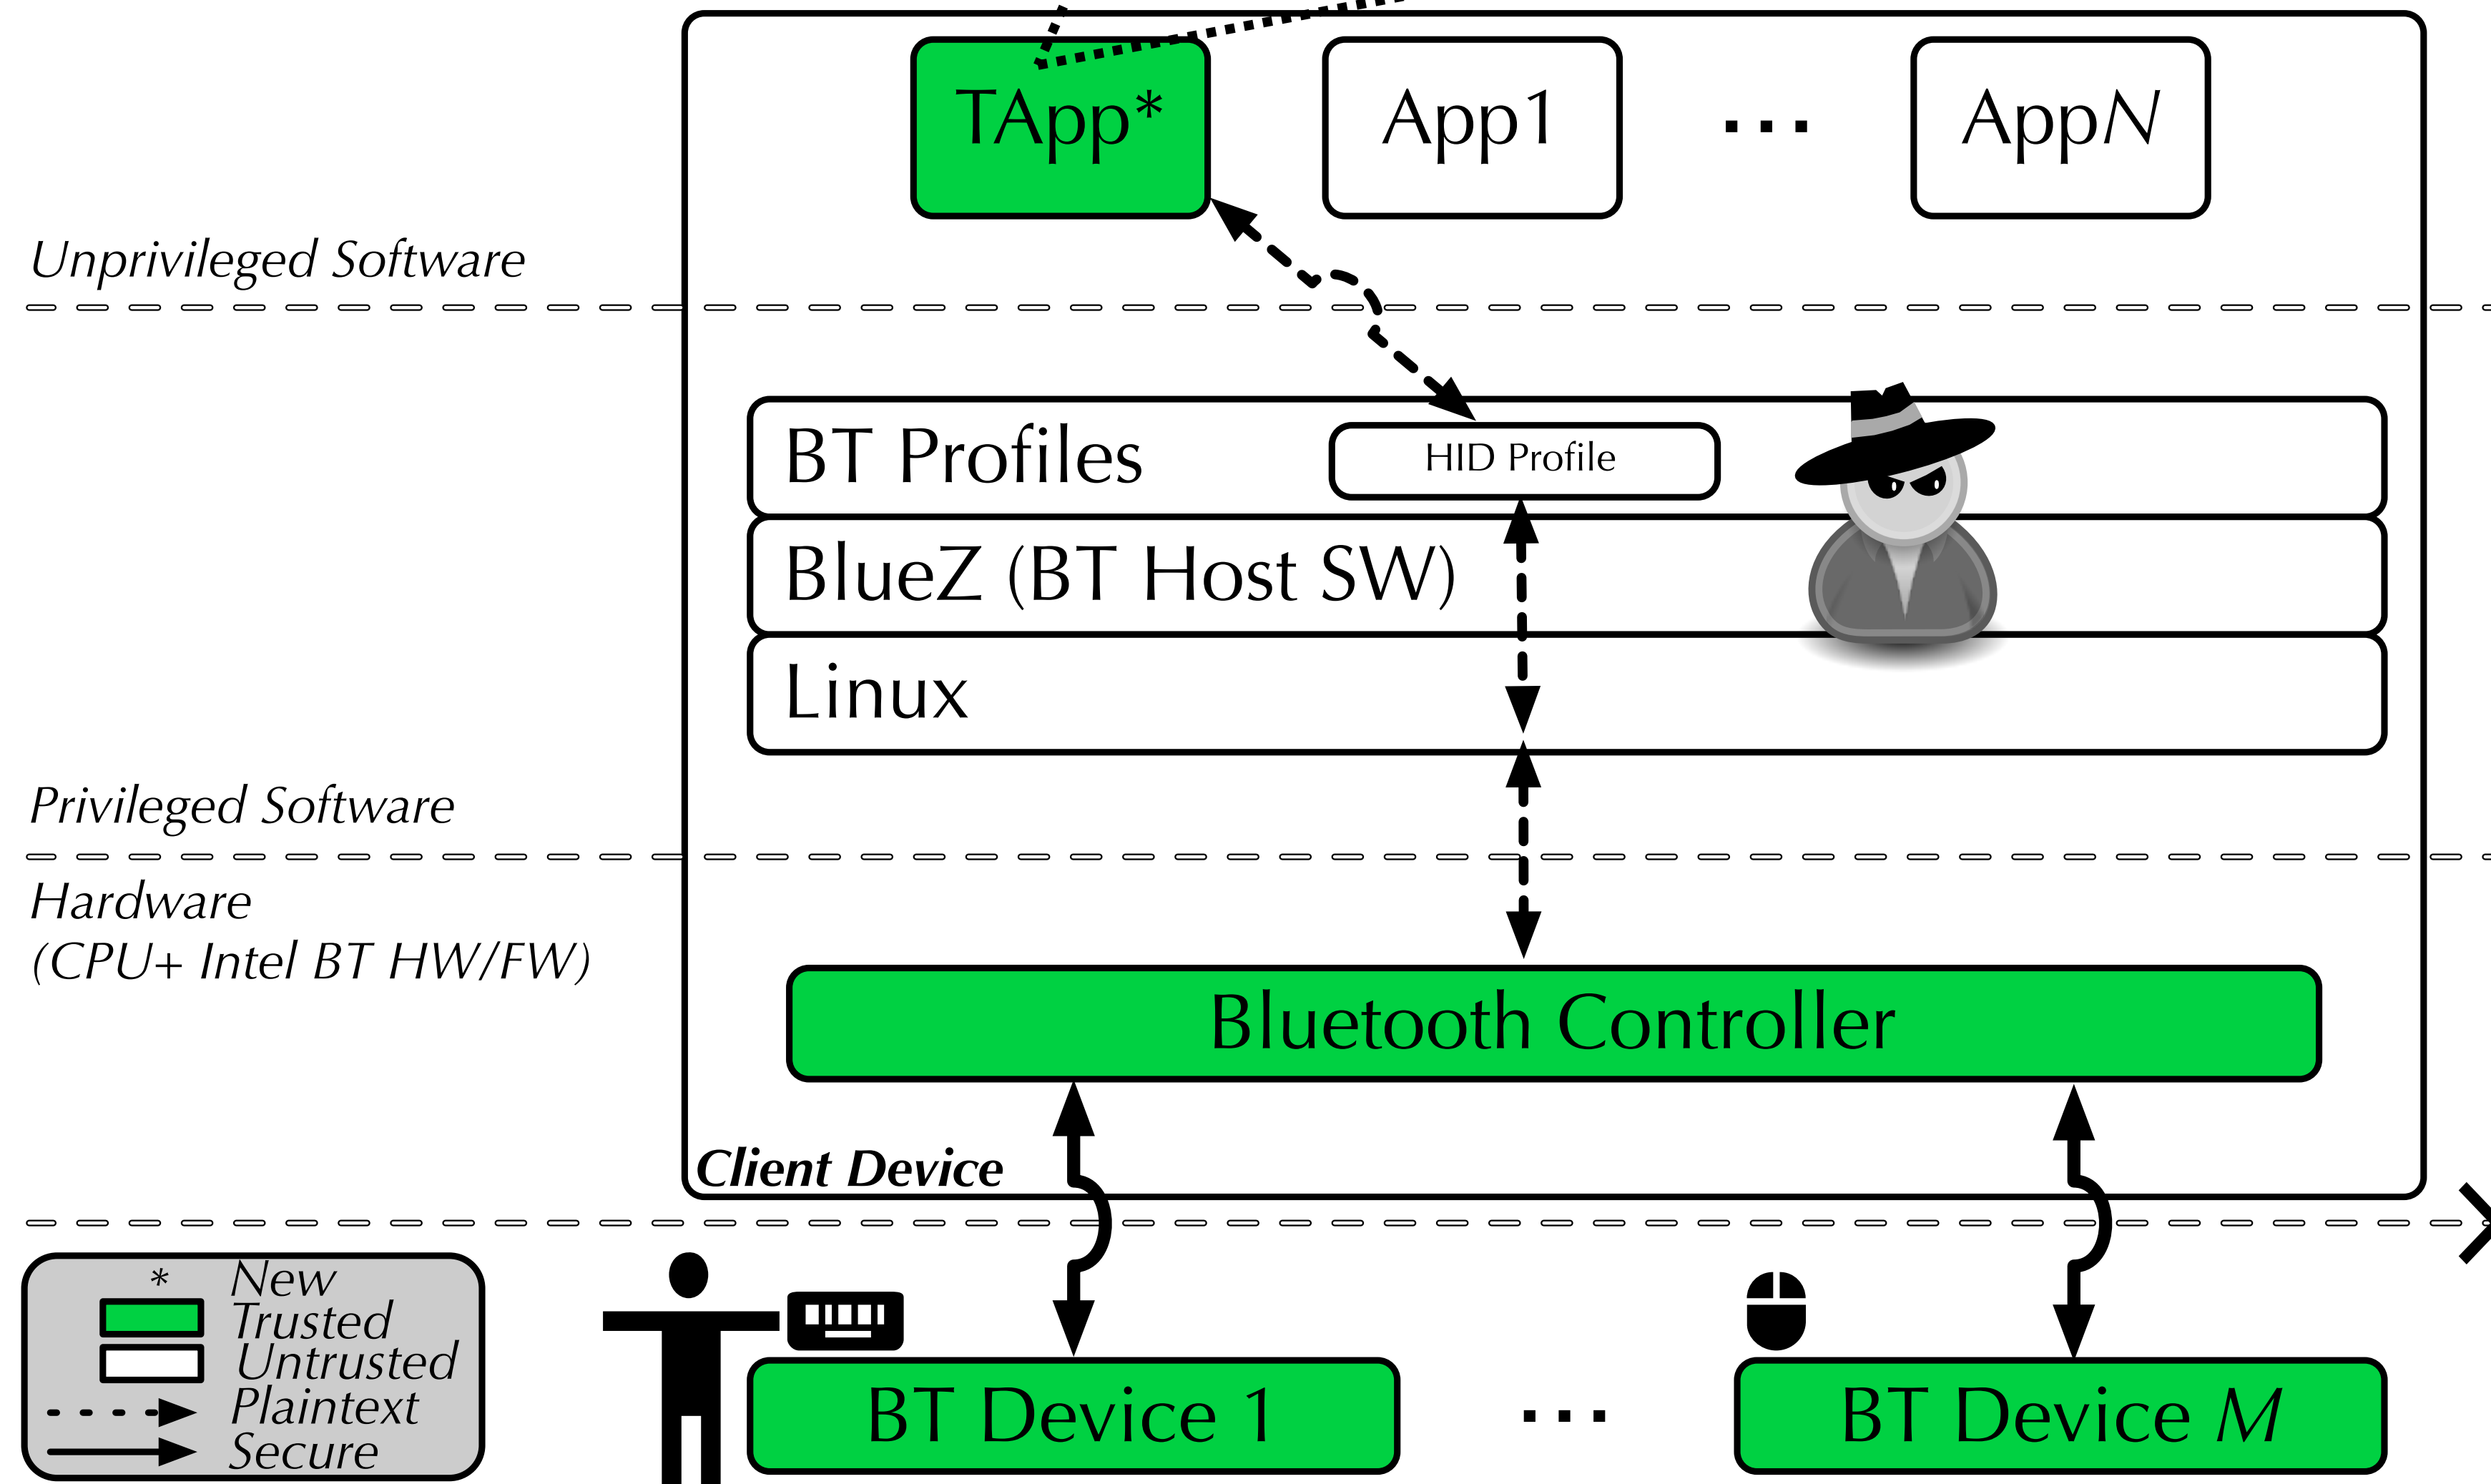 TApp* App1 ... AppN
Unprivileged Software
BT Profiles HID Profile
BlueZ (BT Host SW)
Linux
Privileged Software
Hardware
(CPU+ Intel BT HW/FW)
Bluetooth Controller
Client Device
* New
Trusted
Untrusted
Plaintext
Secure
BT Device 1 ... BT Device M